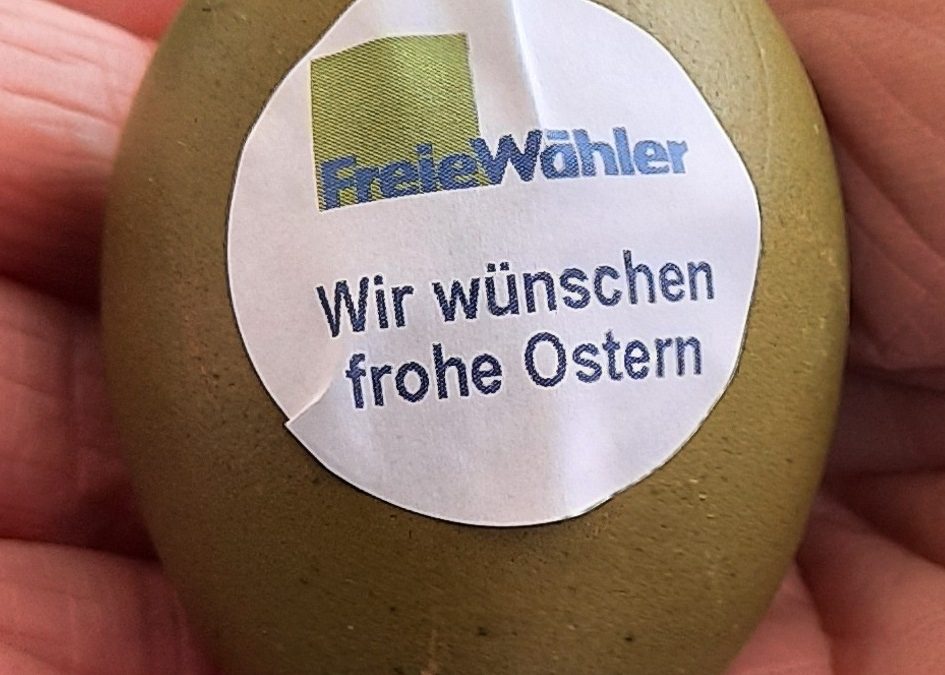 FreieWähler
Wir wünschen
frohe Ostern